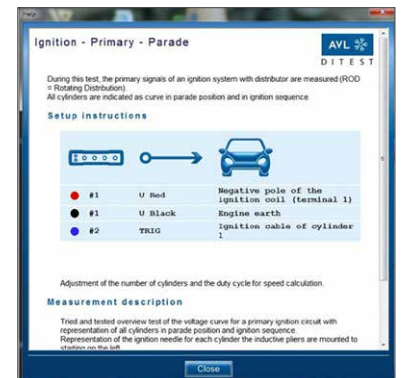 Help
Ignition - Primary - Parade
AVL
DITEST
During this test, the primary signals of an ignition system with distributor are measured (ROD
= Rotating Distribution).
All cylinders are indicated as curve in parade position and in ignition sequence.
Setup instructions
#1 U Red Negative pole of the
ignition coil (terminal 1)
#1 U Black Engine earth
#2 TRIG Ignition cable of cylinder
1
Adjustment of the number of cylinders and the duty cycle for speed calculation.
Measurement description
Tried and tested overview test of the voltage curve for a primary ignition circuit with
representation of all cylinders in parade position and ignition sequence.
Representation of the ignition needle for each cylinder the inductive pliers are mounted to
starting on the left
Close